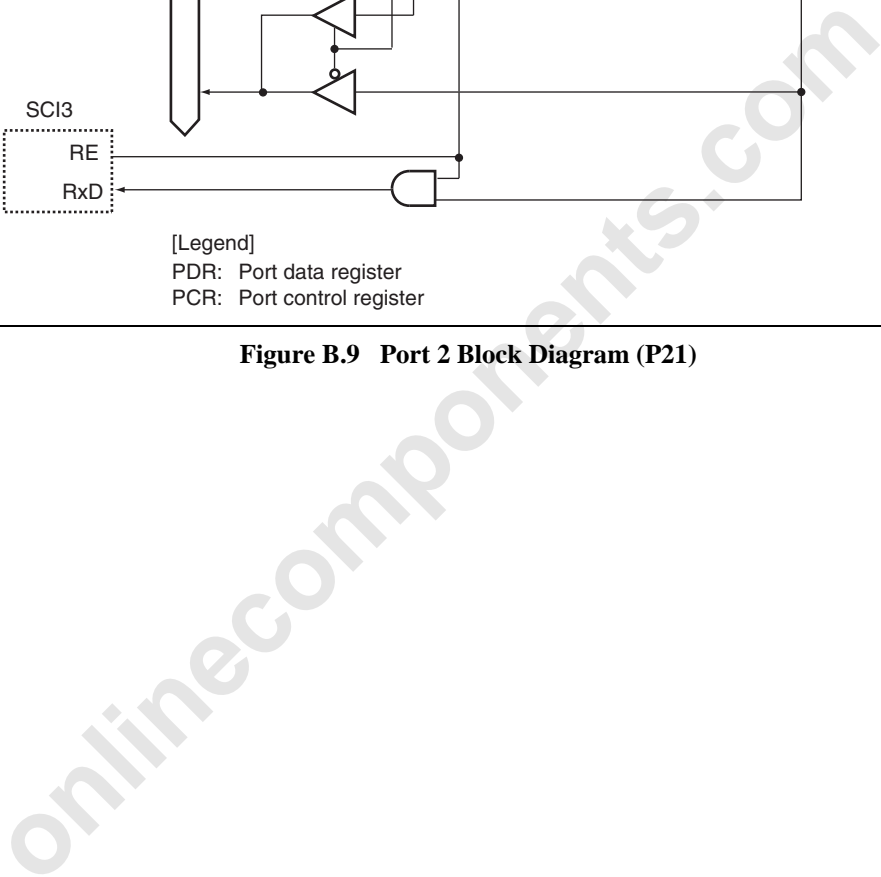 SCI3
RE
RxD
[Legend]
PDR: Port data register
PCR: Port control register
Figure B.9 Port 2 Block Diagram (P21)
onlinecomponents.com